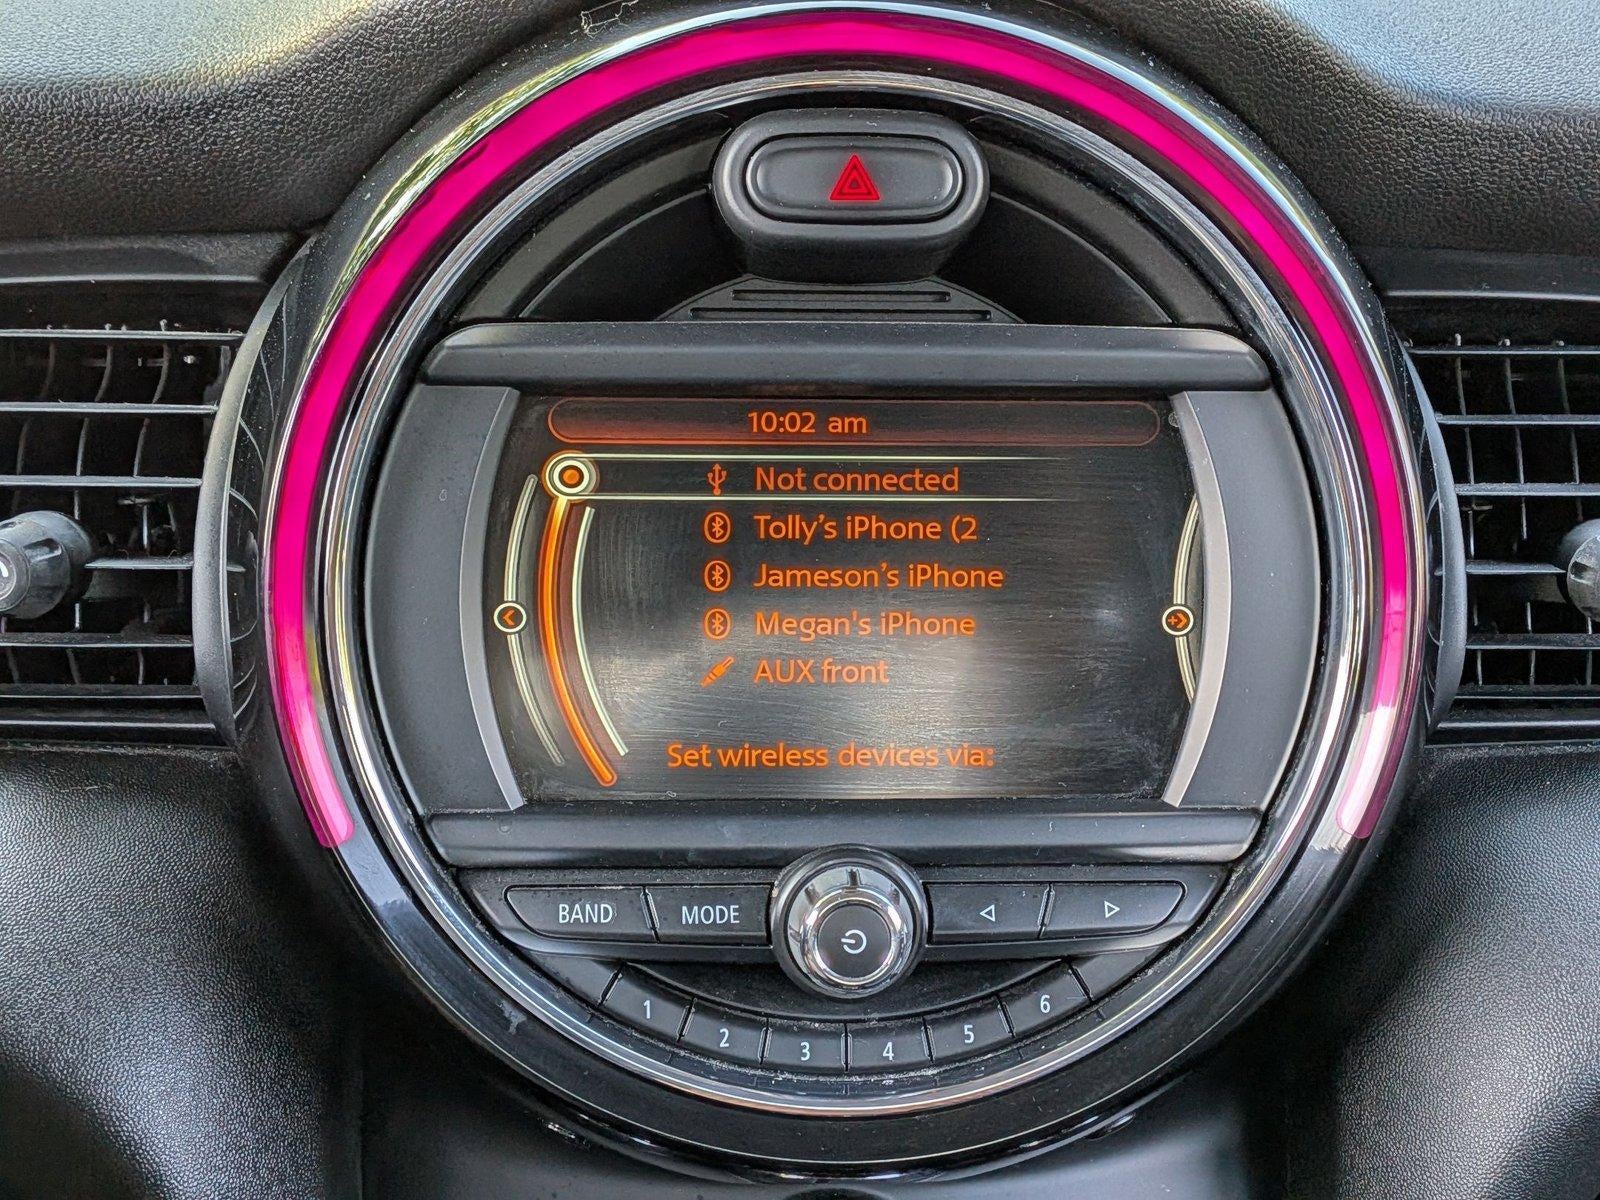 10:02 am
Not connected
Tolly's iPhone (2
Jameson's iPhone
Megan's iPhone
AUX front
Set wireless devices via:
BAND
MODE
1
2
3
4
5
6